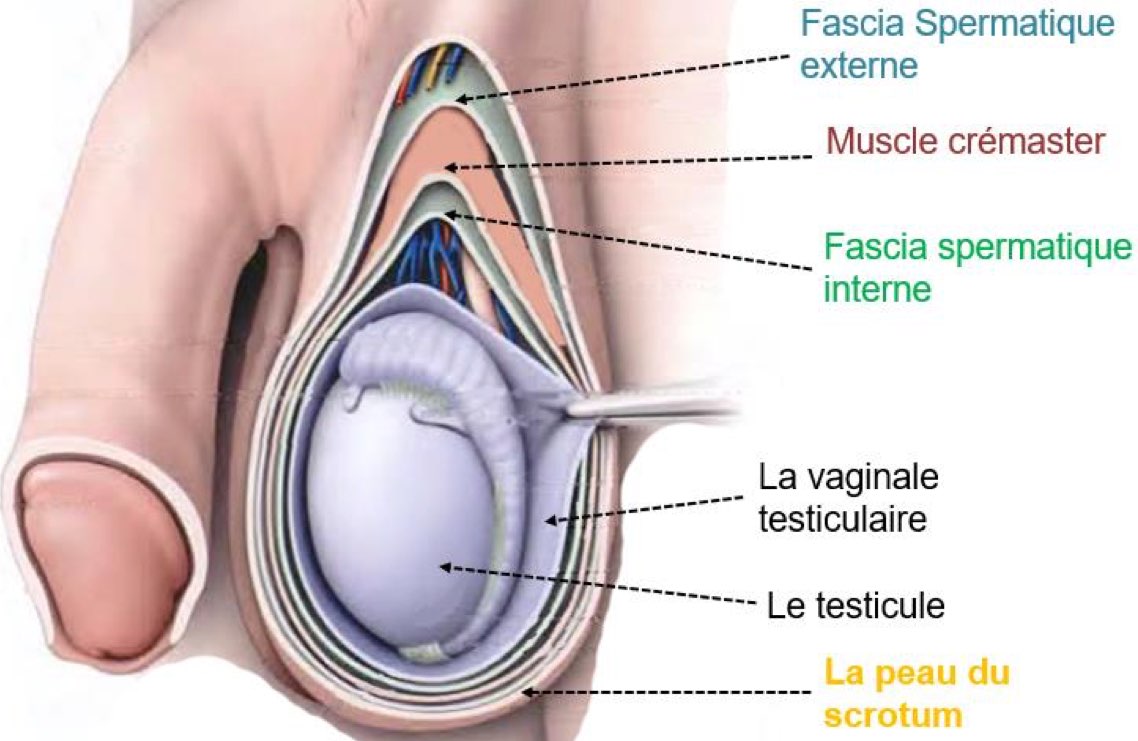 Fascia Spermatique
externe
Muscle crémaster
Fascia spermatique
interne
La vaginale
testiculaire
Le testicule
La peau du
scrotum